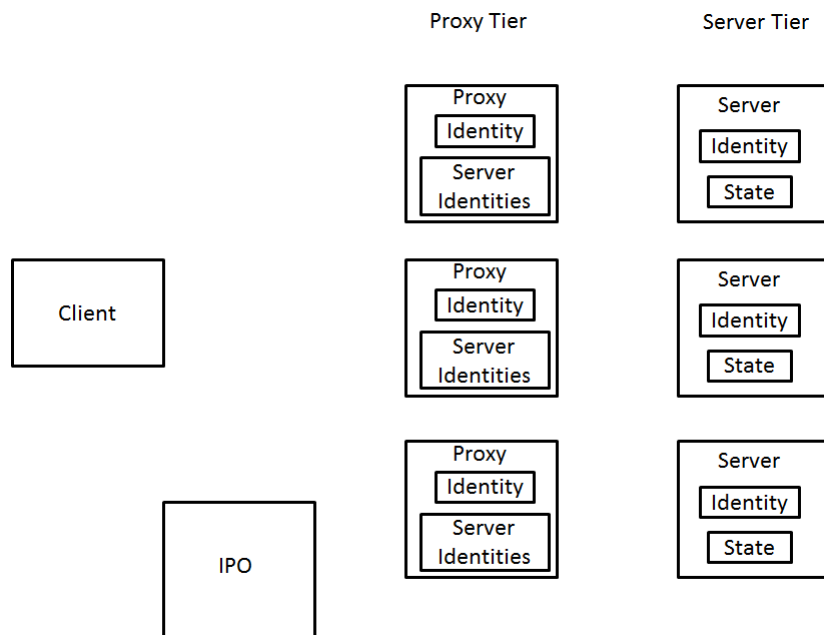 Proxy Tier
Server Tier
Proxy
Identity
Server
Identities
Server
Identity
State
Client
Proxy
Identity
Server
Identities
Server
Identity
State
IPO
Proxy
Identity
Server
Identities
Server
Identity
State